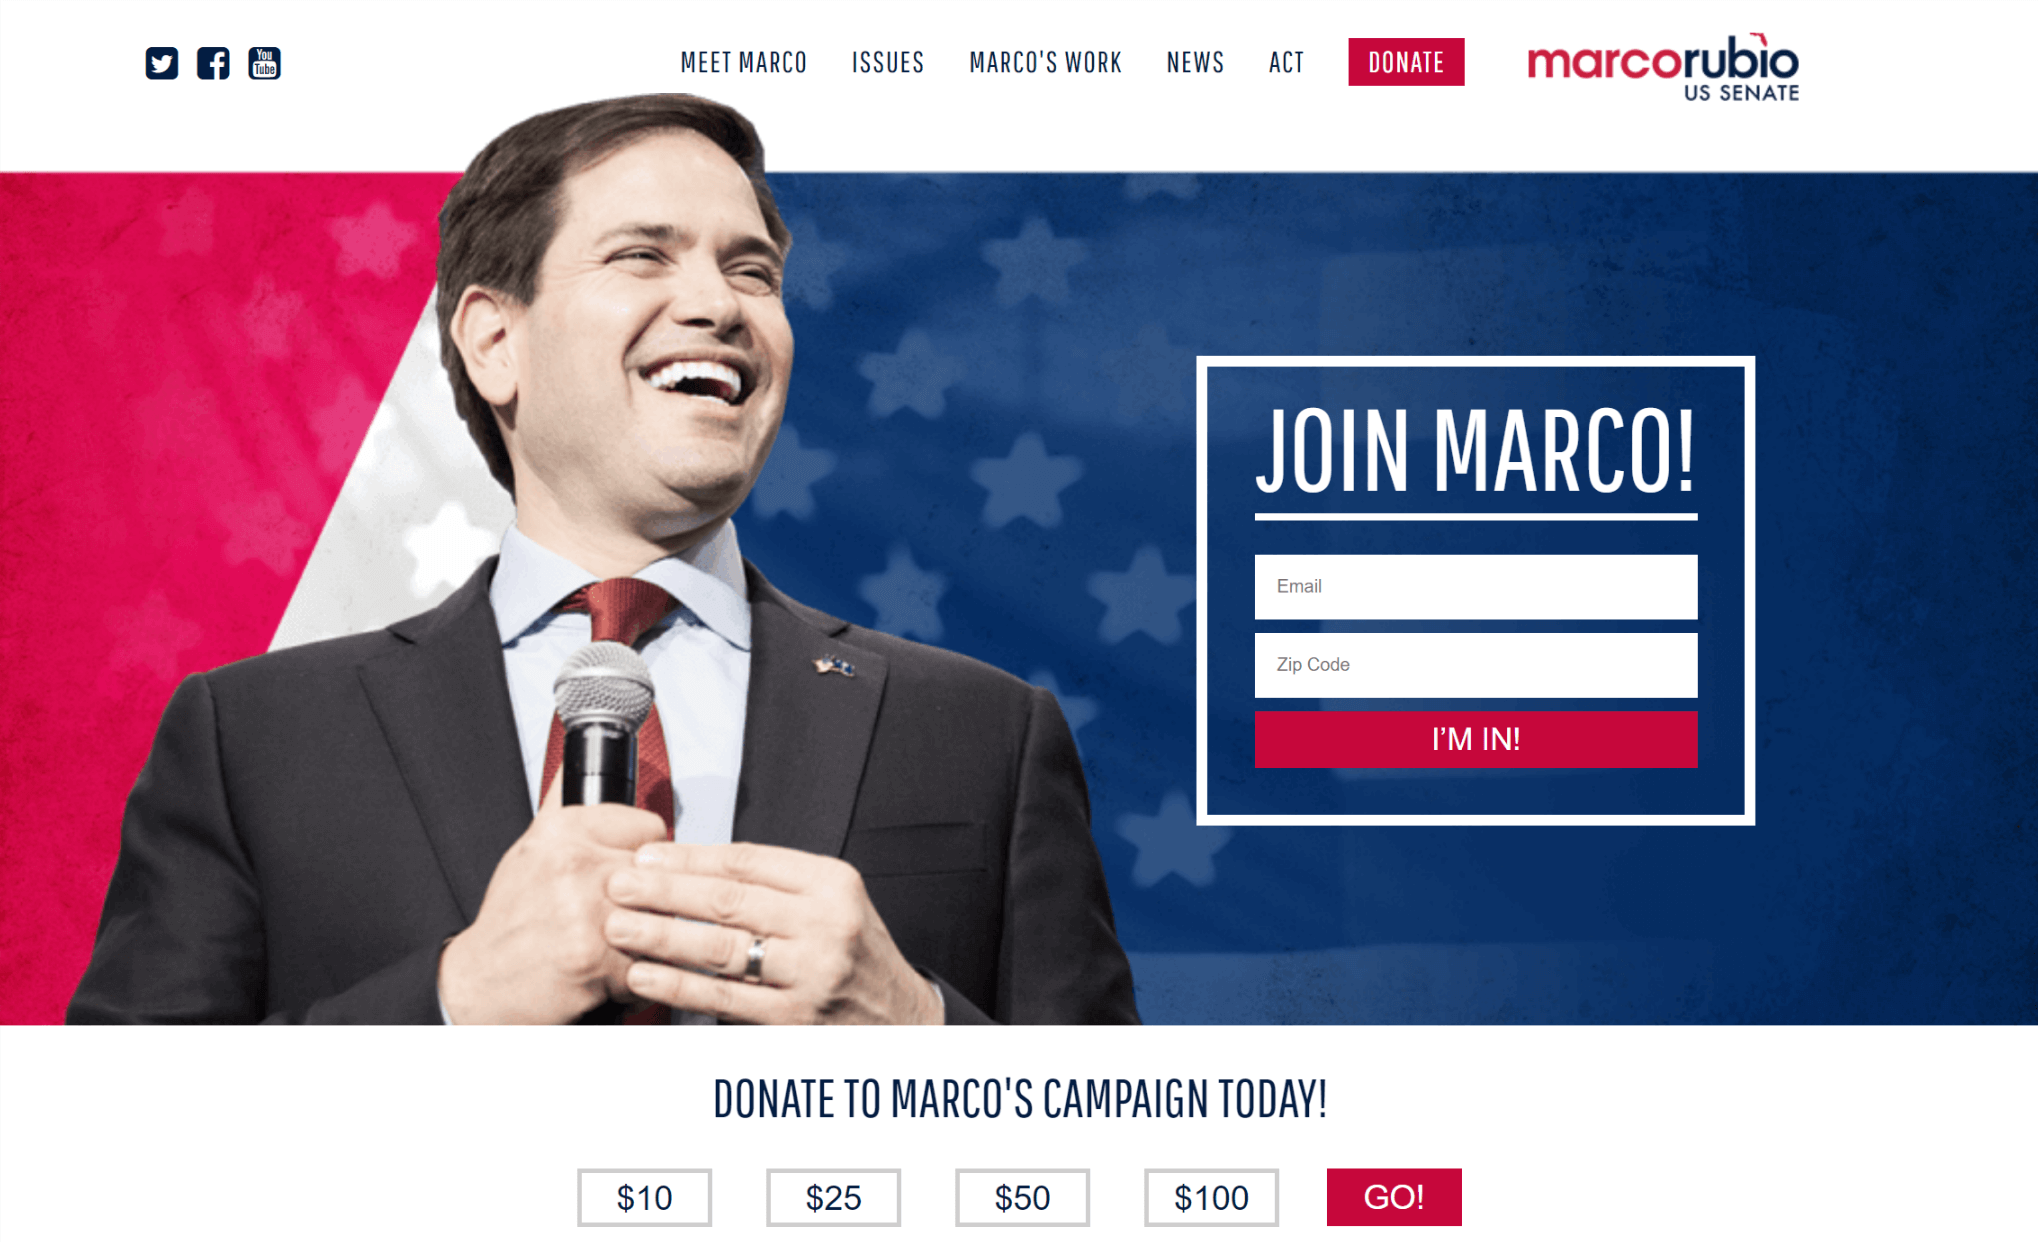 You
Tube
MEET MARCO
ISSUES
MARCO'S WORK
NEWS
ACT
DONATE
marcorubio
US SENATE
JOIN MARCO!
Email
Zip Code
I'M IN!
DONATE TO MARCO'S CAMPAIGN TODAY!
$10
$25
$50
$100
GO!